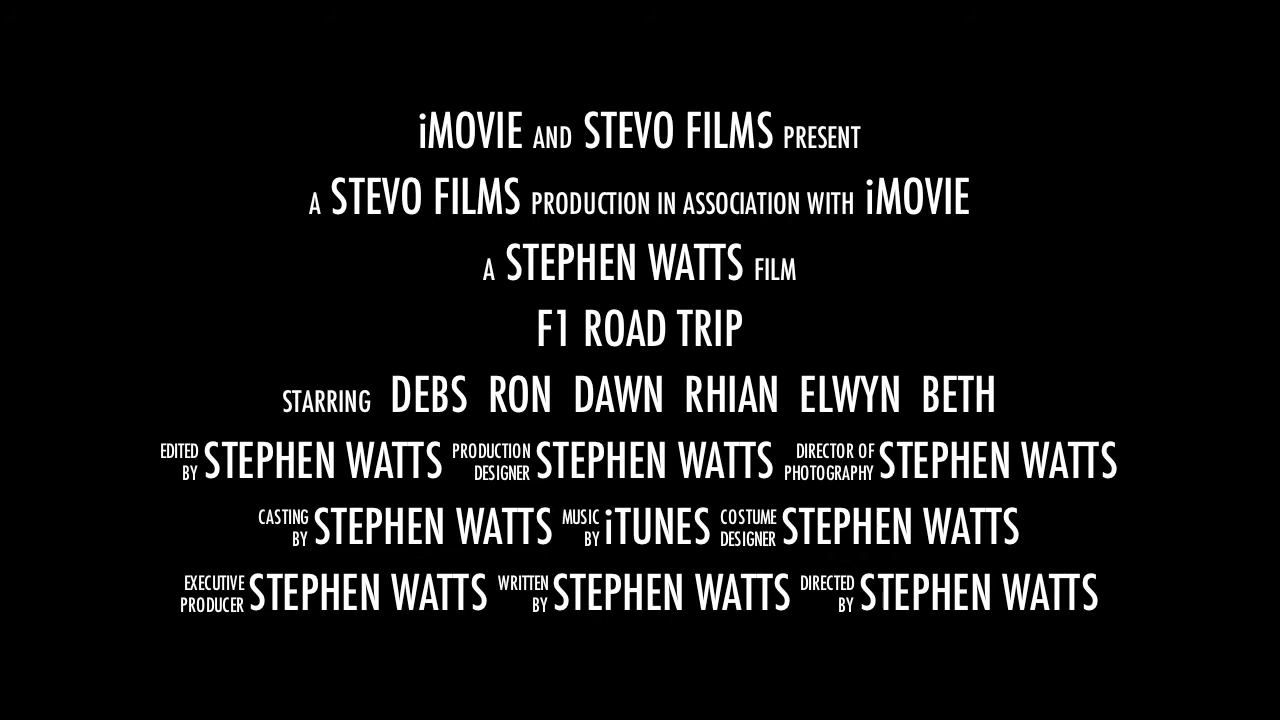 iMOVIE AND STEVO FILMS PRESENT
A STEVO FILMS PRODUCTION IN ASSOCIATION WITH iMOVIE
A STEPHEN WATTS FILM
F1 ROAD TRIP
STARRING DEBS RON DAWN RHIAN ELWYN BETH
EDITED BY STEPHEN WATTS PRODUCTION DESIGNER STEPHEN WATTS DIRECTOR OF PHOTOGRAPHY STEPHEN WATTS
CASTING BY STEPHEN WATTS MUSIC BY iTUNES COSTUME DESIGNER STEPHEN WATTS
EXECUTIVE PRODUCER STEPHEN WATTS WRITTEN BY STEPHEN WATTS DIRECTED BY STEPHEN WATTS